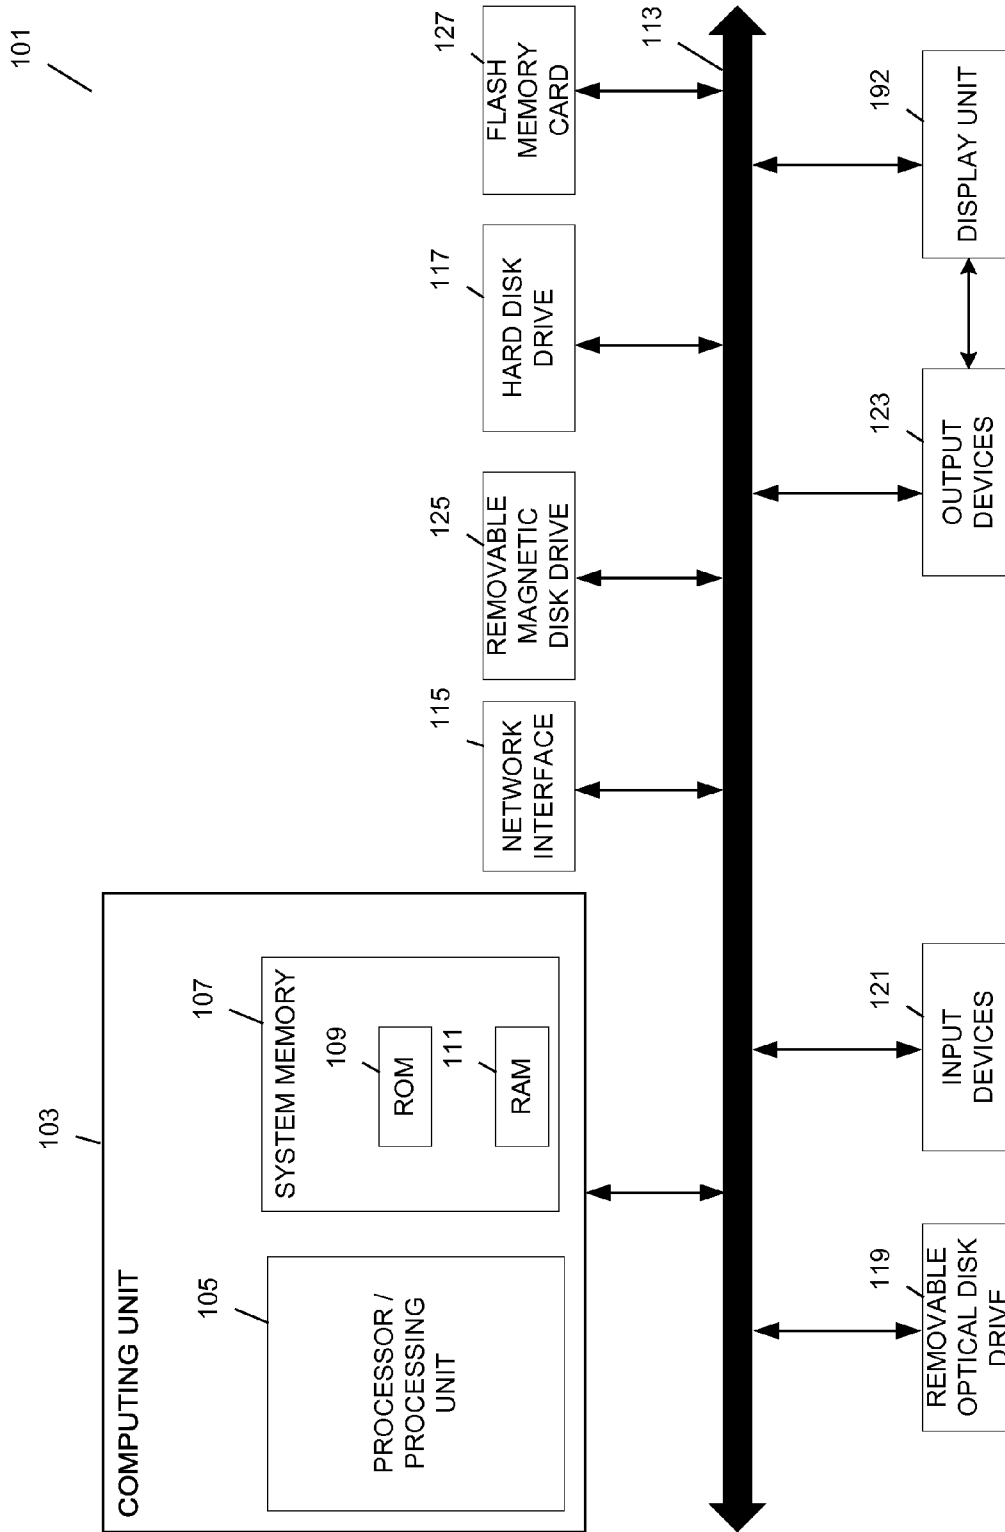 101
COMPUTING UNIT
103
PROCESSOR /
PROCESSING
UNIT
105
SYSTEM MEMORY
107
ROM
109
RAM
111
NETWORK
INTERFACE
115
REMOVABLE
MAGNETIC
DISK DRIVE
125
HARD DISK
DRIVE
117
FLASH
MEMORY
CARD
127
113
REMOVABLE
OPTICAL DISK
DRIVE
119
INPUT
DEVICES
121
OUTPUT
DEVICES
123
DISPLAY UNIT
192